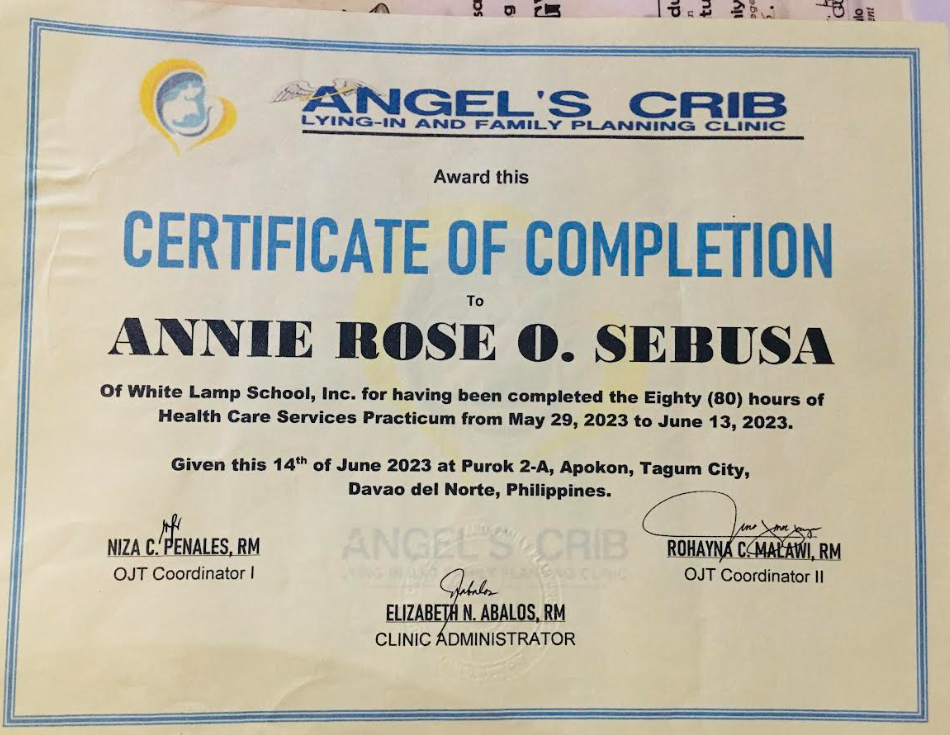 ANGEL'S CRIB
LYING-IN AND FAMILY PLANNING CLINIC
Award this
CERTIFICATE OF COMPLETION
To
ANNIE ROSE O. SEBUSA
Of White Lamp School, Inc. for having been completed the Eighty (80) hours of
Health Care Services Practicum from May 29, 2023 to June 13, 2023.
Given this 14th of June 2023 at Purok 2-A, Apokon, Tagum City,
Davao del Norte, Philippines.
NIZA C. PENALES, RM
OJT Coordinator I
ANGEL'S CRIB
ROHAYNA C. MALAWI, RM
OJT Coordinator II
ELIZABETH N. ABALOS, RM
CLINIC ADMINISTRATOR